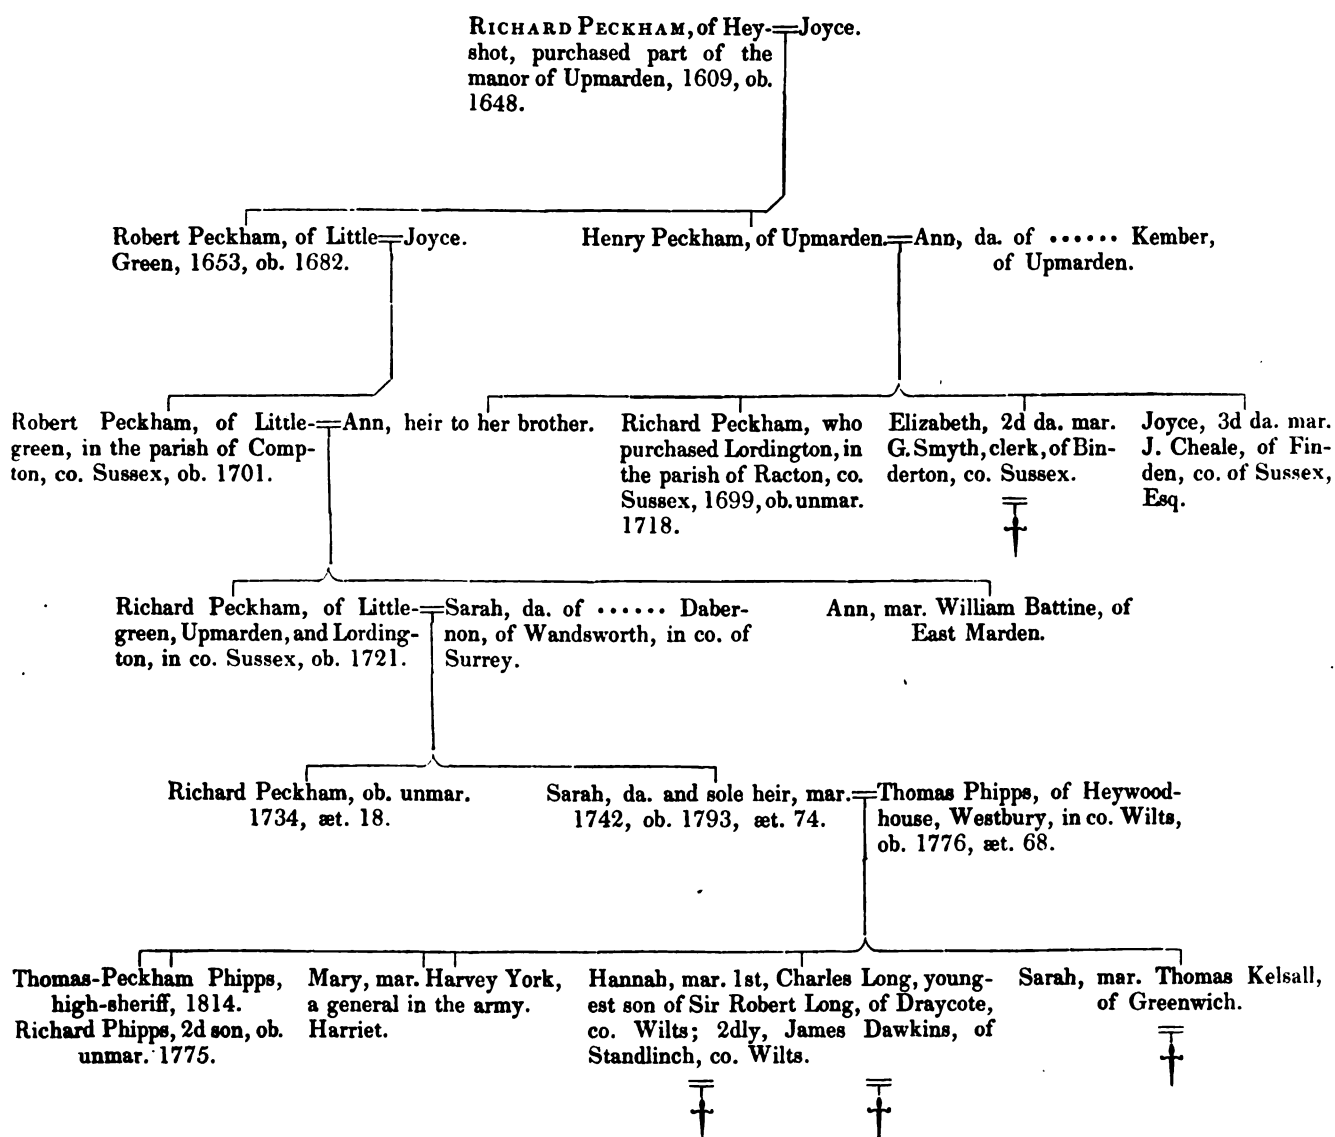 RICHARD PECKHAM, of Hey-
shot, purchased part of the
manor of Upmarden, 1609, ob.
1648.
Joyce.
Robert Peckham, of Little
Green, 1653, ob. 1682.
Joyce.
Henry Peckham, of Upmarden.
Ann, da. of ...... Kember,
of Upmarden.
Robert Peckham, of Little-
green, in the parish of Comp-
ton, co. Sussex, ob. 1701.
Ann, heir to her brother.
Richard Peckham, who
purchased Lordington, in
the parish of Racton, co.
Sussex, 1699, ob. unmar.
1718.
Elizabeth, 2d da. mar.
G. Smyth, clerk, of Bin-
derton, co. Sussex.
Joyce, 3d da. mar.
J. Cheale, of Fin-
den, co. of Sussex,
Esq.
Richard Peckham, of Little-
green, Upmarden, and Lording-
ton, in co. Sussex, ob. 1721.
Sarah, da. of ...... Daber-
non, of Wandsworth, in co. of
Surrey.
Ann, mar. William Battine, of
East Marden.
Richard Peckham, ob. unmar.
1734, æt. 18.
Sarah, da. and sole heir, mar.
1742, ob. 1793, æt. 74.
Thomas Phipps, of Heywood-
house, Westbury, in co. Wilts,
ob. 1776, æt. 68.
Thomas-Peckham Phipps,
high-sheriff, 1814.
Richard Phipps, 2d son, ob.
unmar. 1775.
Mary, mar. Harvey York,
a general in the army.
Harriet.
Hannah, mar. 1st, Charles Long, young-
est son of Sir Robert Long, of Draycote,
co. Wilts; 2dly, James Dawkins, of
Standlinch, co. Wilts.
Sarah, mar. Thomas Kelsall,
of Greenwich.